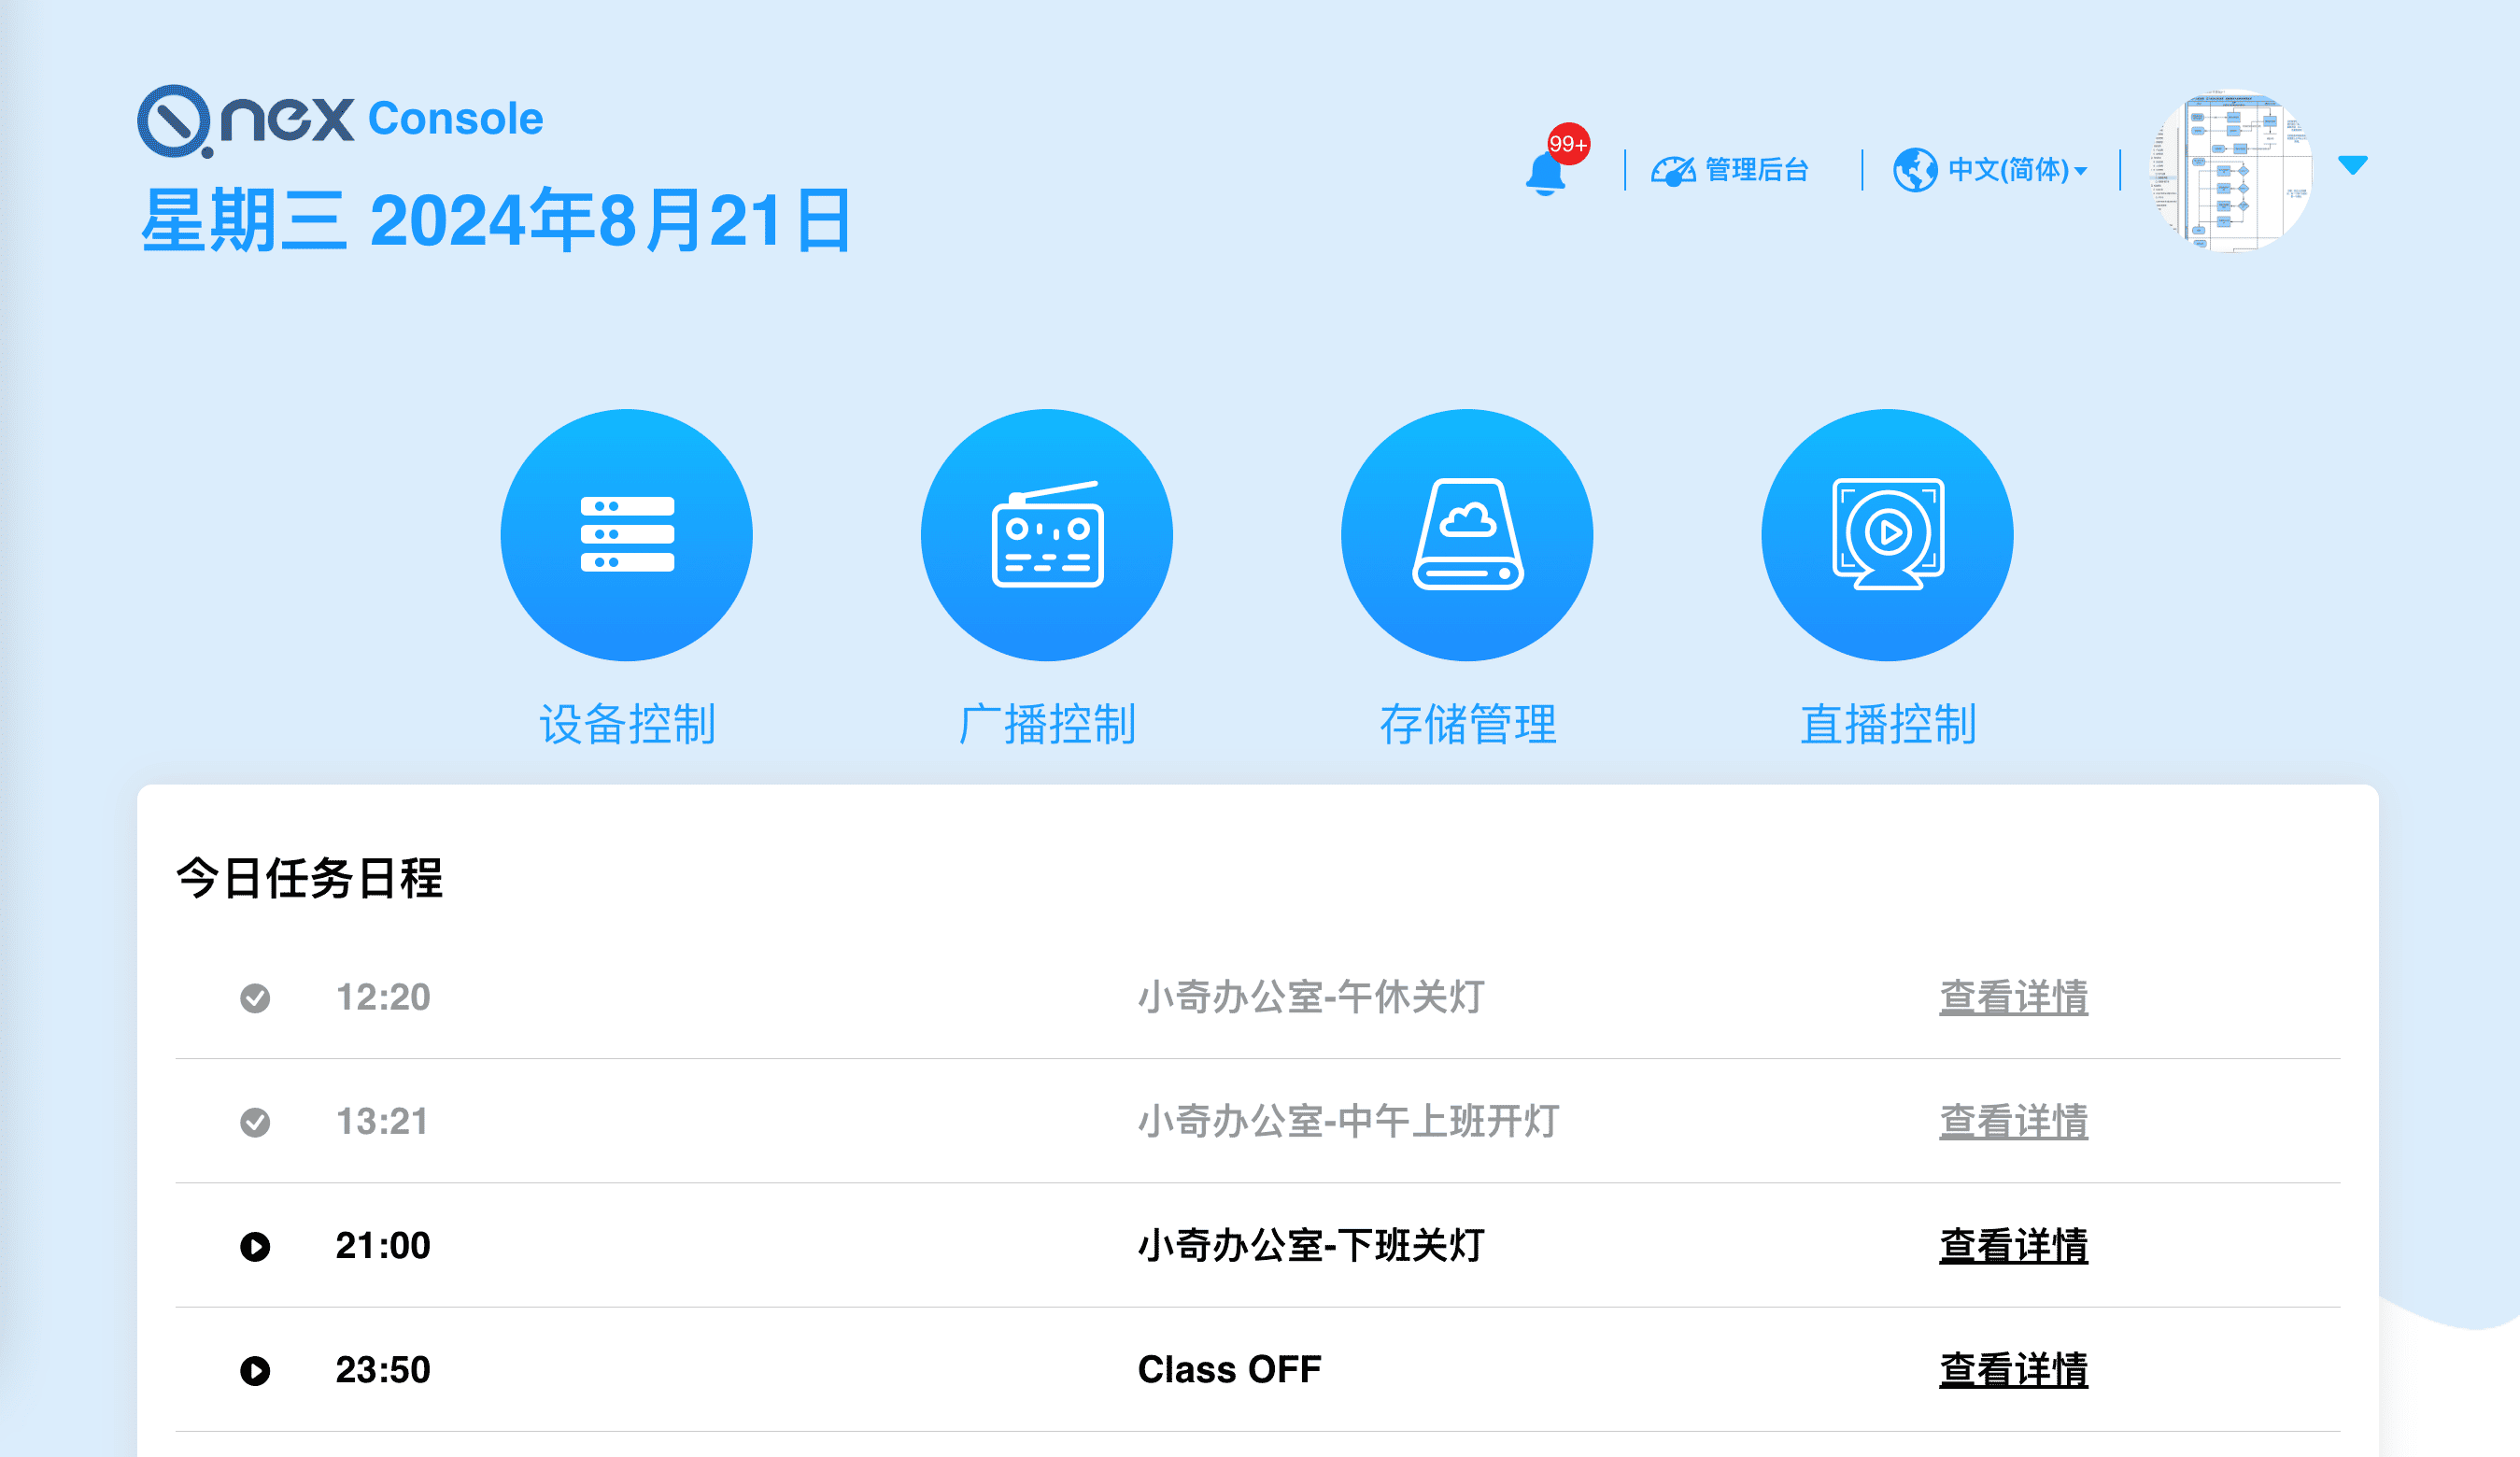 Qnex Console
星期三 2024年8月21日
99+
管理后台
中文(简体)
设备控制
广播控制
存储管理
直播控制
今日任务日程
12:20 小奇办公室-午休关灯 查看详情
13:21 小奇办公室-中午上班开灯 查看详情
21:00 小奇办公室-下班关灯 查看详情
23:50 Class OFF 查看详情